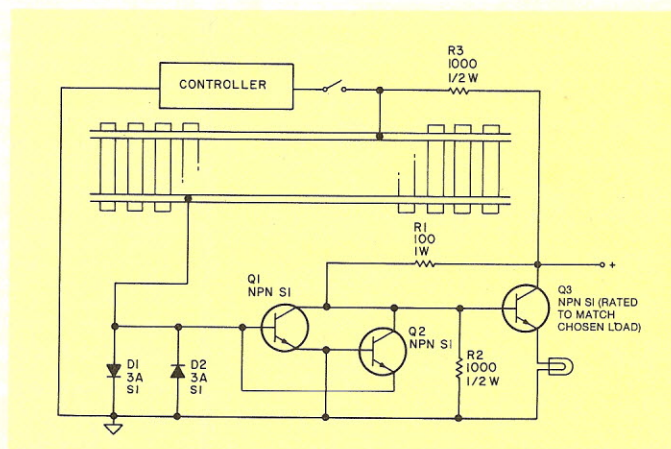 CONTROLLER
R3
1000
1/2 W
R1
100
1W
Q1
NPN SI
+
Q3
NPN SI (RATED
TO MATCH
CHOSEN LOAD)
Q2
NPN SI
D1
3A
SI
D2
3A
SI
R2
1000
1/2 W